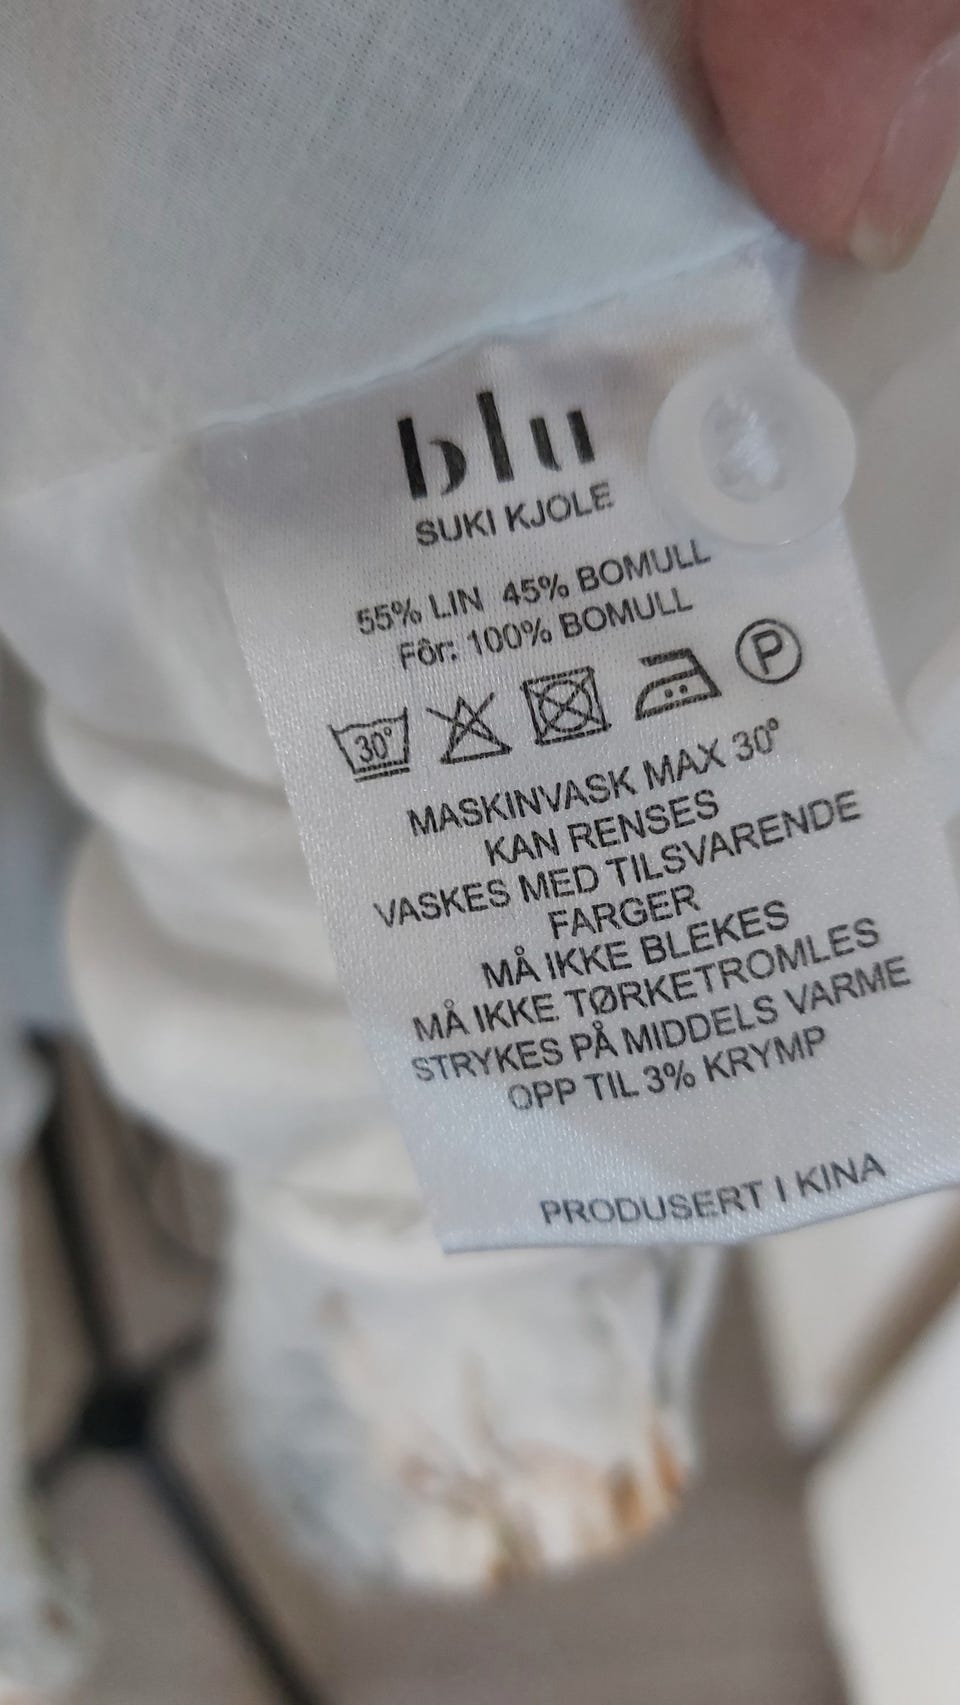 blu
SUKI KJOLE
55% LIN 45% BOMULL
Fôr: 100% BOMULL
30° P
MASKINVASK MAX 30°
KAN RENSES
VASKES MED TILSVARENDE
FARGER
MÅ IKKE BLEKES
MÅ IKKE TØRKETROMLES
STRYKES PÅ MIDDELS VARME
OPP TIL 3% KRYMP
PRODUSERT I KINA